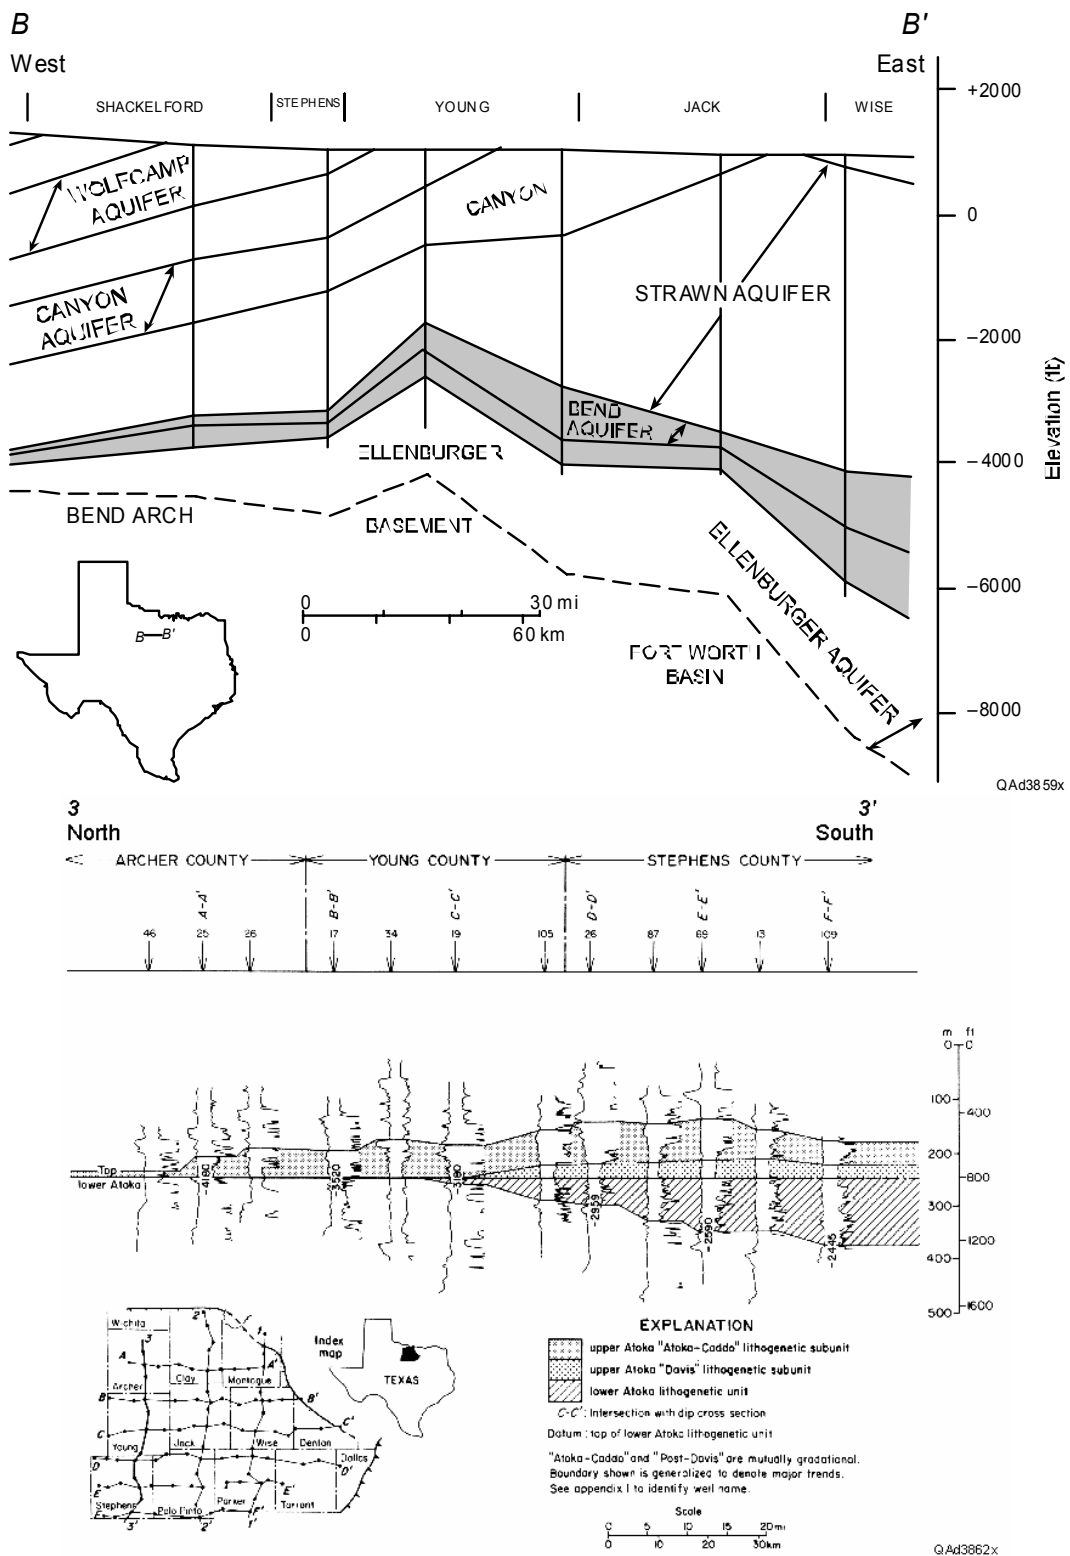 B
B'
West
East
SHACKELFORD
STEPHENS
YOUNG
JACK
WISE
+2000
0
−2000
−4000
−6000
−8000
Elevation (ft)
WOLFCAMP
AQUIFER
CANYON
CANYON
AQUIFER
STRAWN AQUIFER
BEND
AQUIFER
ELLENBURGER
BEND ARCH
BASEMENT
ELLENBURGER AQUIFER
FORT WORTH
BASIN
B
B'
0
30 mi
0
60 km
QAd3859x
3
3'
North
South
ARCHER COUNTY
YOUNG COUNTY
STEPHENS COUNTY
A-A'
B-B'
C-C'
D-D'
E-E'
F-F'
46
25
26
17
34
19
105
26
87
69
13
109
m
ft
0
0
100
400
200
800
300
1200
400
500
1600
Top
lower Atoka
-4180
-3520
-3190
-2959
-2590
-2445
Wichita
Archer
Clay
Montague
Young
Jack
Wise
Denton
Stephens
Palo Pinto
Parker
Tarrant
Dallas
A
A'
B
B'
C
C'
D
D'
E
E'
F
F'
1
1'
2
2'
3
3'
Index
map
TEXAS
EXPLANATION
upper Atoka "Atoka-Caddo" lithogenetic subunit
upper Atoka "Davis" lithogenetic subunit
lower Atoka lithogenetic unit
C-C': Intersection with dip cross section
Datum: top of lower Atoka lithogenetic unit
"Atoka-Caddo" and "Post-Davis" are mutually gradational.
Boundary shown is generalized to denote major trends.
See appendix I to identify well name.
Scale
0 5 10 15 20 mi
0 10 20 30 km
QAd3862x